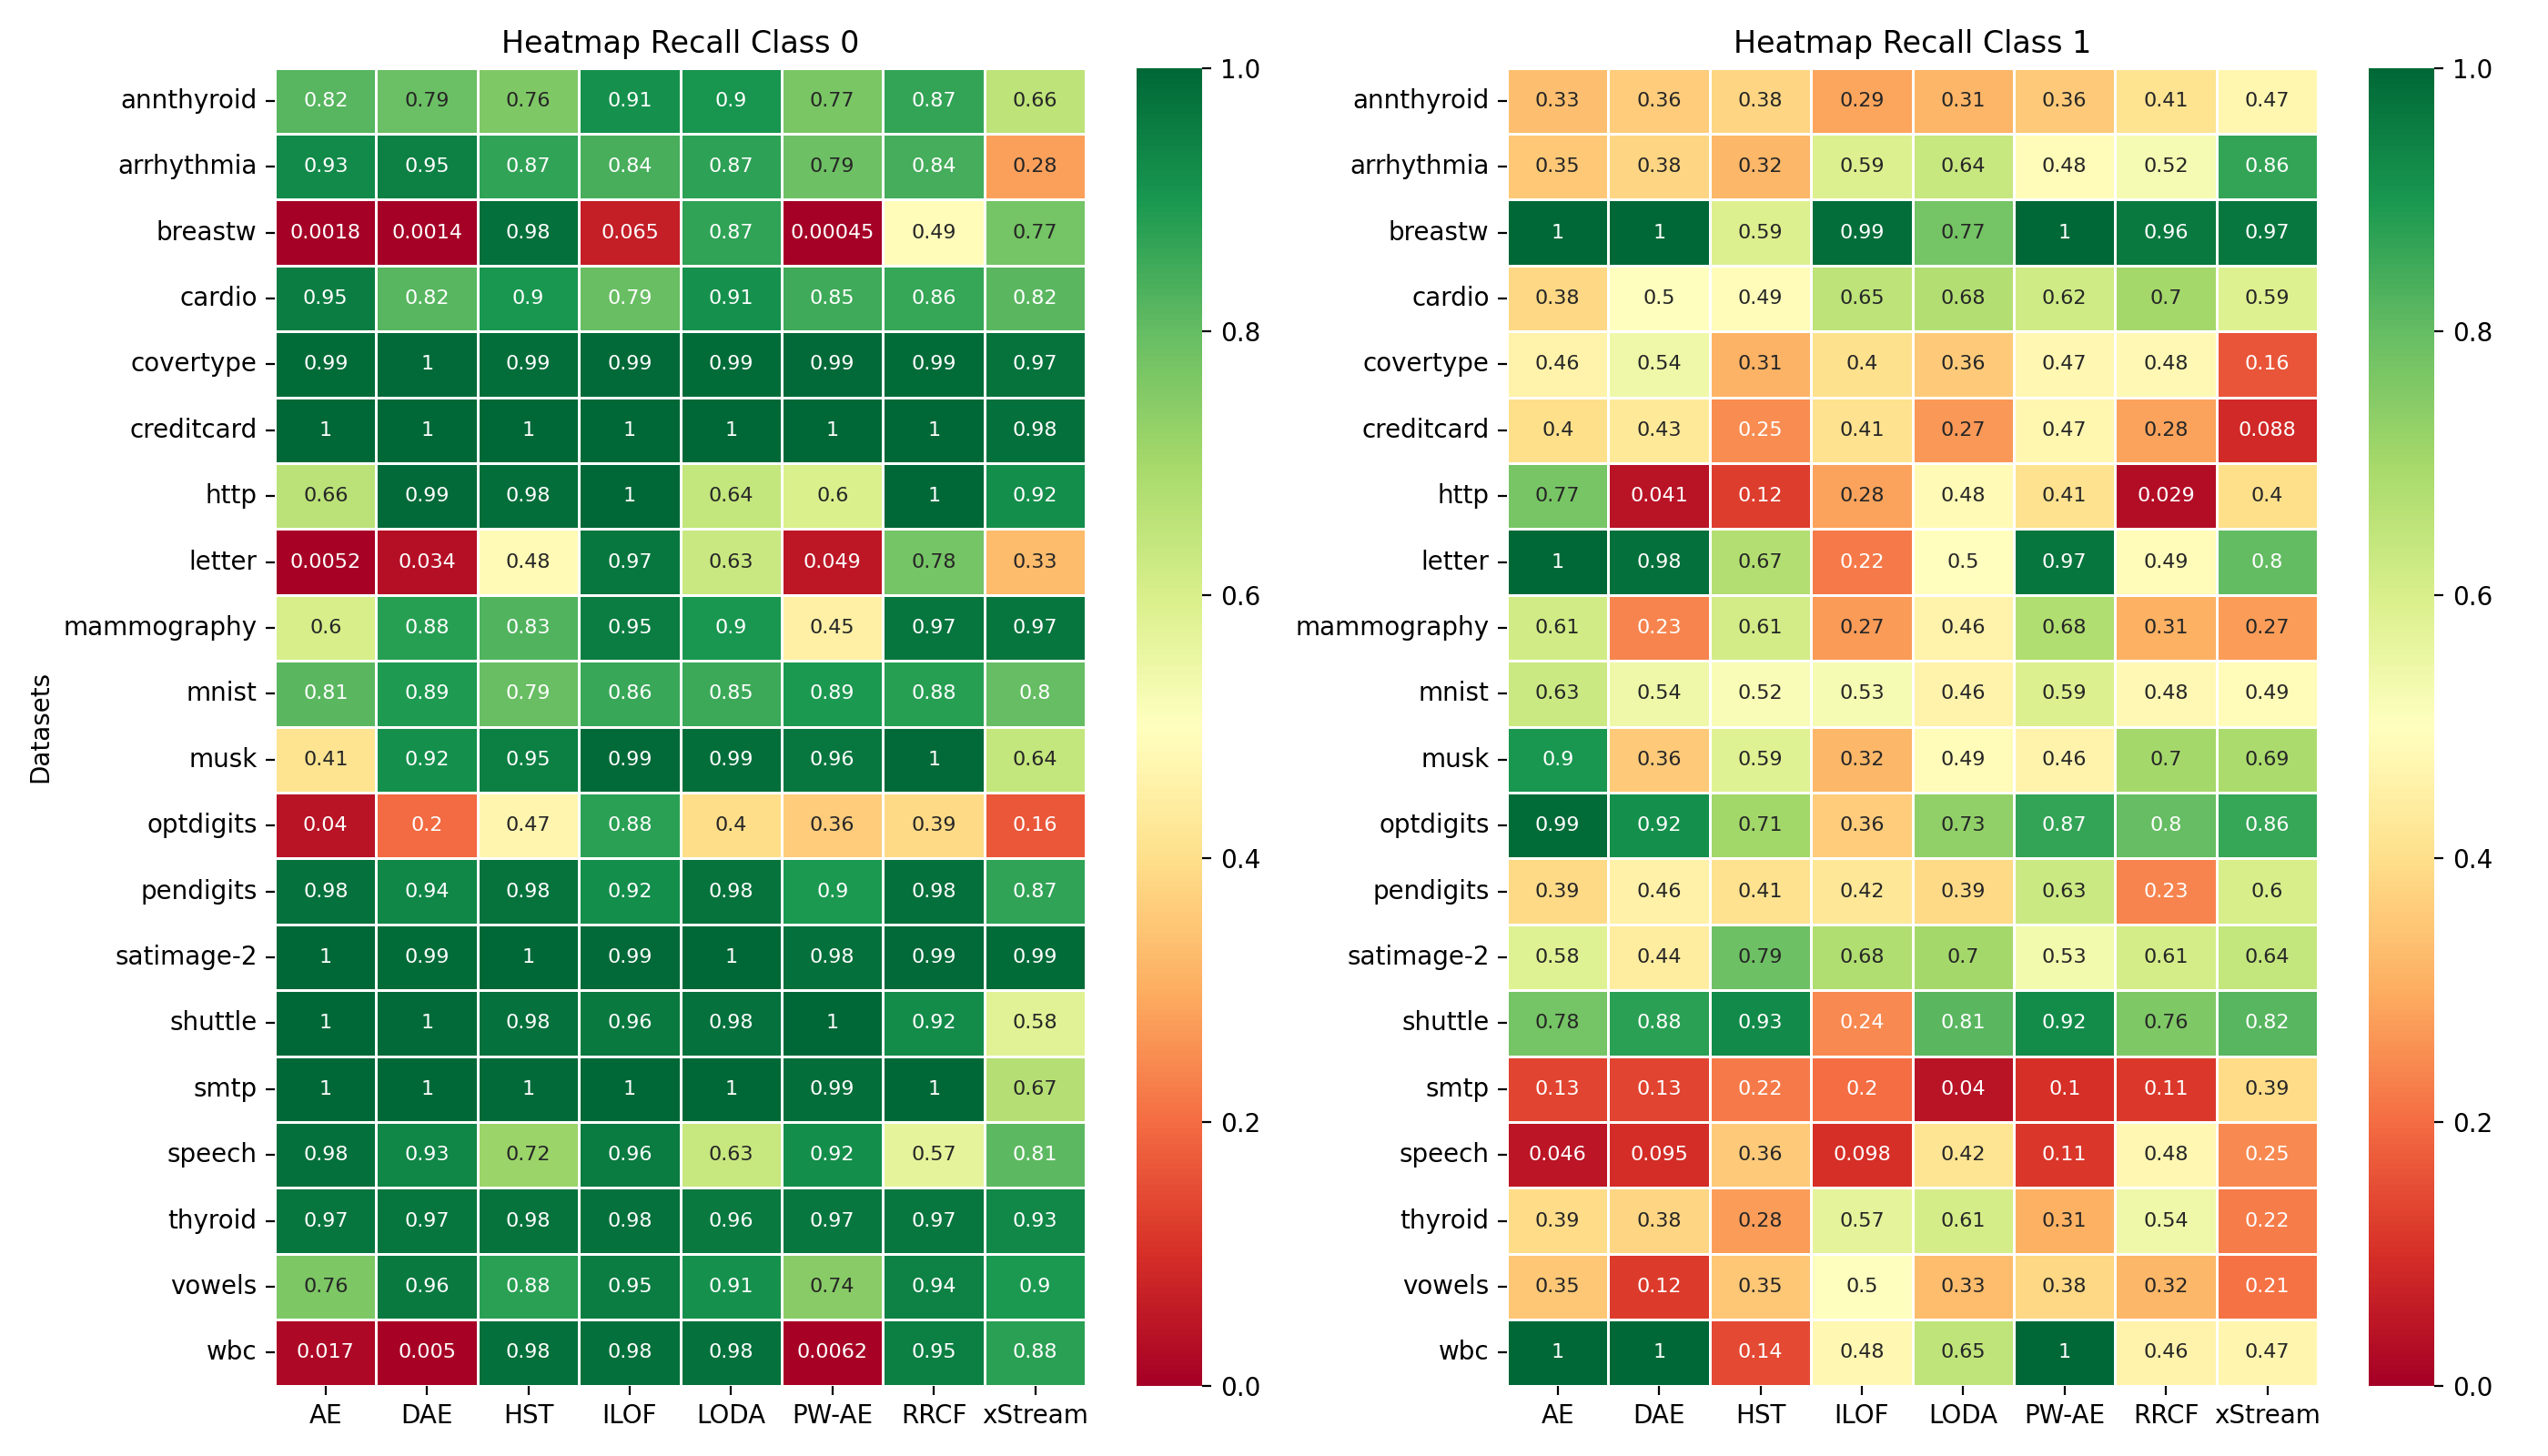 Heatmap Recall Class 0
annthyroid 0.82 0.79 0.76 0.91 0.9 0.77 0.87 0.66
arrhythmia 0.93 0.95 0.87 0.84 0.87 0.79 0.84 0.28
breastw 0.0018 0.0014 0.98 0.065 0.87 0.00045 0.49 0.77
cardio 0.95 0.82 0.9 0.79 0.91 0.85 0.86 0.82
covertype 0.99 1 0.99 0.99 0.99 0.99 0.99 0.97
creditcard 1 1 1 1 1 1 1 0.98
http 0.66 0.99 0.98 1 0.64 0.6 1 0.92
letter 0.0052 0.034 0.48 0.97 0.63 0.049 0.78 0.33
mammography 0.6 0.88 0.83 0.95 0.9 0.45 0.97 0.97
mnist 0.81 0.89 0.79 0.86 0.85 0.89 0.88 0.8
Datasets
musk 0.41 0.92 0.95 0.99 0.99 0.96 1 0.64
optdigits 0.04 0.2 0.47 0.88 0.4 0.36 0.39 0.16
pendigits 0.98 0.94 0.98 0.92 0.98 0.9 0.98 0.87
satimage-2 1 0.99 1 0.99 1 0.98 0.99 0.99
shuttle 1 1 0.98 0.96 0.98 1 0.92 0.58
smtp 1 1 1 1 1 0.99 1 0.67
speech 0.98 0.93 0.72 0.96 0.63 0.92 0.57 0.81
thyroid 0.97 0.97 0.98 0.98 0.96 0.97 0.97 0.93
vowels 0.76 0.96 0.88 0.95 0.91 0.74 0.94 0.9
wbc 0.017 0.005 0.98 0.98 0.98 0.0062 0.95 0.88
AE DAE HST ILOF LODA PW-AE RRCF xStream
1.0
0.8
0.6
0.4
0.2
0.0
Heatmap Recall Class 1
annthyroid 0.33 0.36 0.38 0.29 0.31 0.36 0.41 0.47
arrhythmia 0.35 0.38 0.32 0.59 0.64 0.48 0.52 0.86
breastw 1 1 0.59 0.99 0.77 1 0.96 0.97
cardio 0.38 0.5 0.49 0.65 0.68 0.62 0.7 0.59
covertype 0.46 0.54 0.31 0.4 0.36 0.47 0.48 0.16
creditcard 0.4 0.43 0.25 0.41 0.27 0.47 0.28 0.088
http 0.77 0.041 0.12 0.28 0.48 0.41 0.029 0.4
letter 1 0.98 0.67 0.22 0.5 0.97 0.49 0.8
mammography 0.61 0.23 0.61 0.27 0.46 0.68 0.31 0.27
mnist 0.63 0.54 0.52 0.53 0.46 0.59 0.48 0.49
musk 0.9 0.36 0.59 0.32 0.49 0.46 0.7 0.69
optdigits 0.99 0.92 0.71 0.36 0.73 0.87 0.8 0.86
pendigits 0.39 0.46 0.41 0.42 0.39 0.63 0.23 0.6
satimage-2 0.58 0.44 0.79 0.68 0.7 0.53 0.61 0.64
shuttle 0.78 0.88 0.93 0.24 0.81 0.92 0.76 0.82
smtp 0.13 0.13 0.22 0.2 0.04 0.1 0.11 0.39
speech 0.046 0.095 0.36 0.098 0.42 0.11 0.48 0.25
thyroid 0.39 0.38 0.28 0.57 0.61 0.31 0.54 0.22
vowels 0.35 0.12 0.35 0.5 0.33 0.38 0.32 0.21
wbc 1 1 0.14 0.48 0.65 1 0.46 0.47
AE DAE HST ILOF LODA PW-AE RRCF xStream
1.0
0.8
0.6
0.4
0.2
0.0